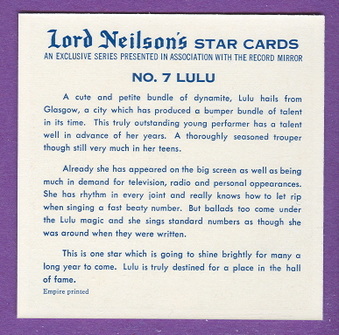 Lord Neilson's STAR CARDS
AN EXCLUSIVE SERIES PRESENTED IN ASSOCIATION WITH THE RECORD MIRROR
NO. 7 LULU
A cute and petite bundle of dynamite, Lulu hails from
Glasgow, a city which has produced a bumper bundle of talent
in its time. This truly outstanding young performer has a talent
well in advance of her years. A thoroughly seasoned trouper
though still very much in her teens.
Already she has appeared on the big screen as well as being
much in demand for television, radio and personal appearances.
She has rhythm in every joint and really knows how to let rip
when singing a fast beaty number. But ballads too come under
the Lulu magic and she sings standard numbers as though she
was around when they were written.
This is one star which is going to shine brightly for many a
long year to come. Lulu is truly destined for a place in the hall
of fame.
Empire printed